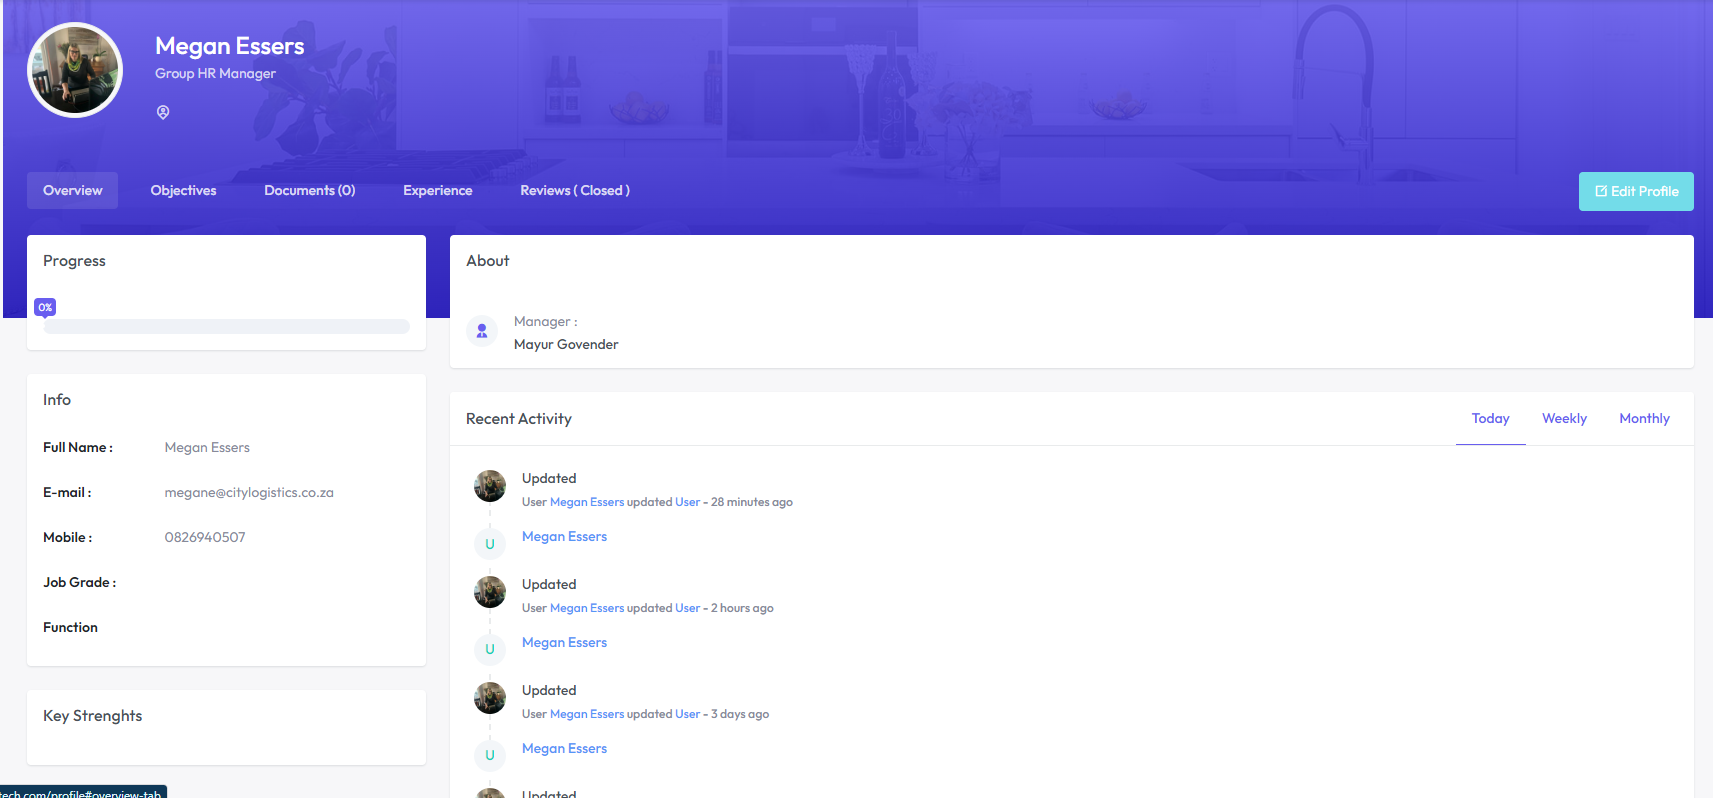 Megan Essers
Group HR Manager
Overview
Objectives
Documents (0)
Experience
Reviews ( Closed )
Edit Profile
Progress
0%
About
Manager :
Mayur Govender
Info
Full Name :
Megan Essers
E-mail :
megane@citylogistics.co.za
Mobile :
0826940507
Job Grade :
Function
Key Strenghts
Recent Activity
Today
Weekly
Monthly
Updated
User Megan Essers updated User - 28 minutes ago
U
Megan Essers
Updated
User Megan Essers updated User - 2 hours ago
U
Megan Essers
Updated
User Megan Essers updated User - 3 days ago
U
Megan Essers
Updated
tech.com/profile#overview-tab